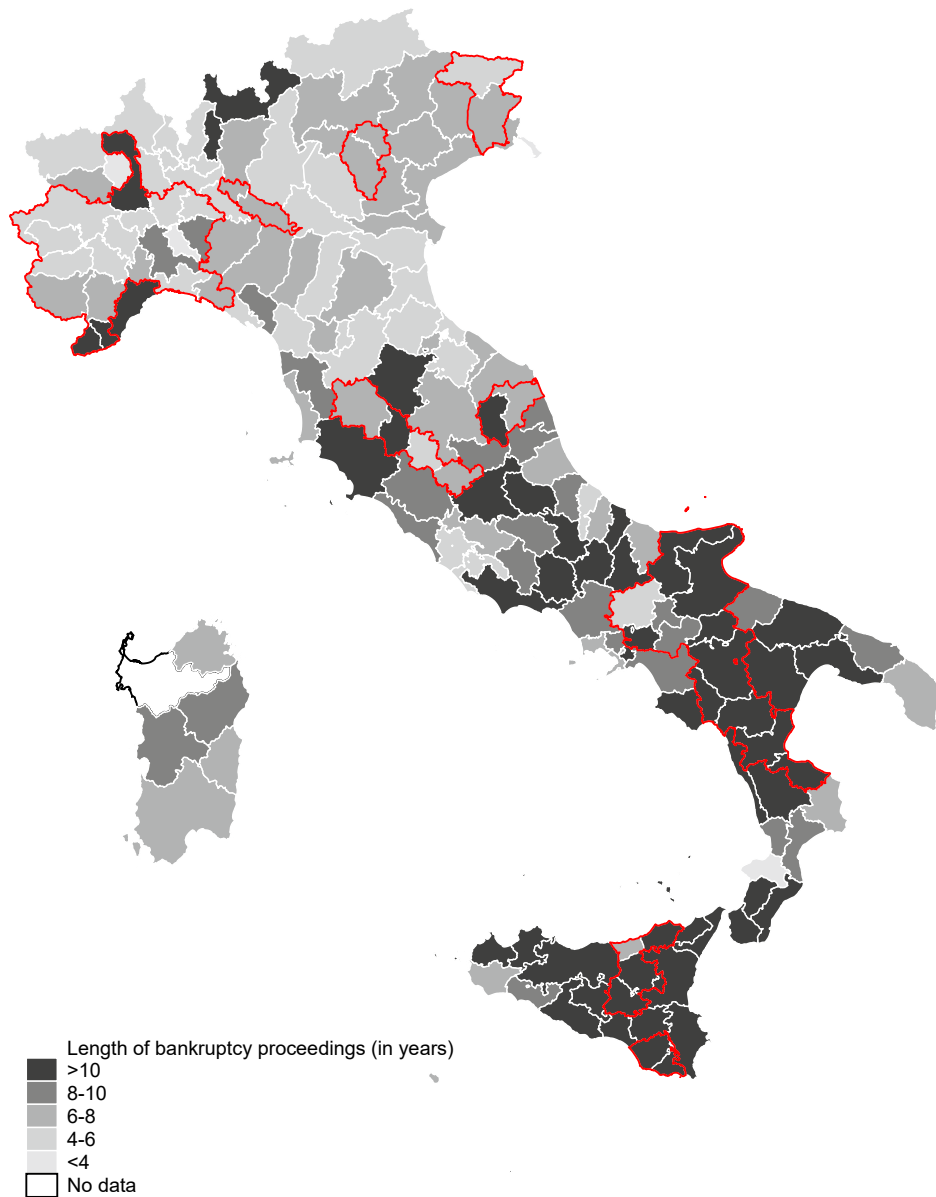 Length of bankruptcy proceedings (in years)
>10
8-10
6-8
4-6
<4
No data